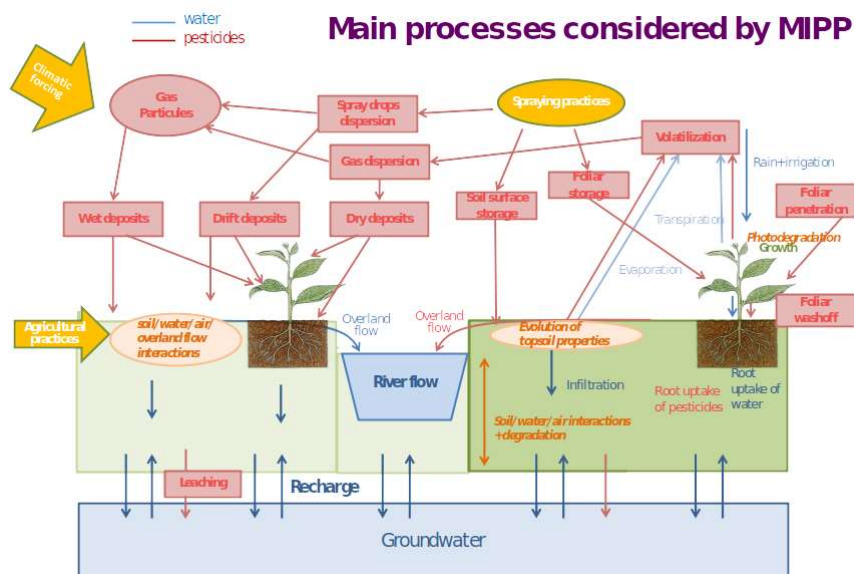 water
pesticides
Main processes considered by MIPP
Climatic
forcing
Gas
Particules
Spray drops
dispersion
Spraying practices
Volatilization
Gas dispersion
Rain+irrigation
Foliar
storage
Foliar
penetration
Wet deposits
Drift deposits
Dry deposits
Soil surface
storage
Transpiration
Photodegradation
Growth
Evaporation
Agricultural
practices
soil/water/air/
overland flow
interactions
Overland
flow
Overland
flow
Evolution of
topsoil properties
Foliar
washoff
River flow
Infiltration
Root uptake
of pesticides
Root
uptake of
water
Soil/water/air interactions
+degradation
Leaching
Recharge
Groundwater